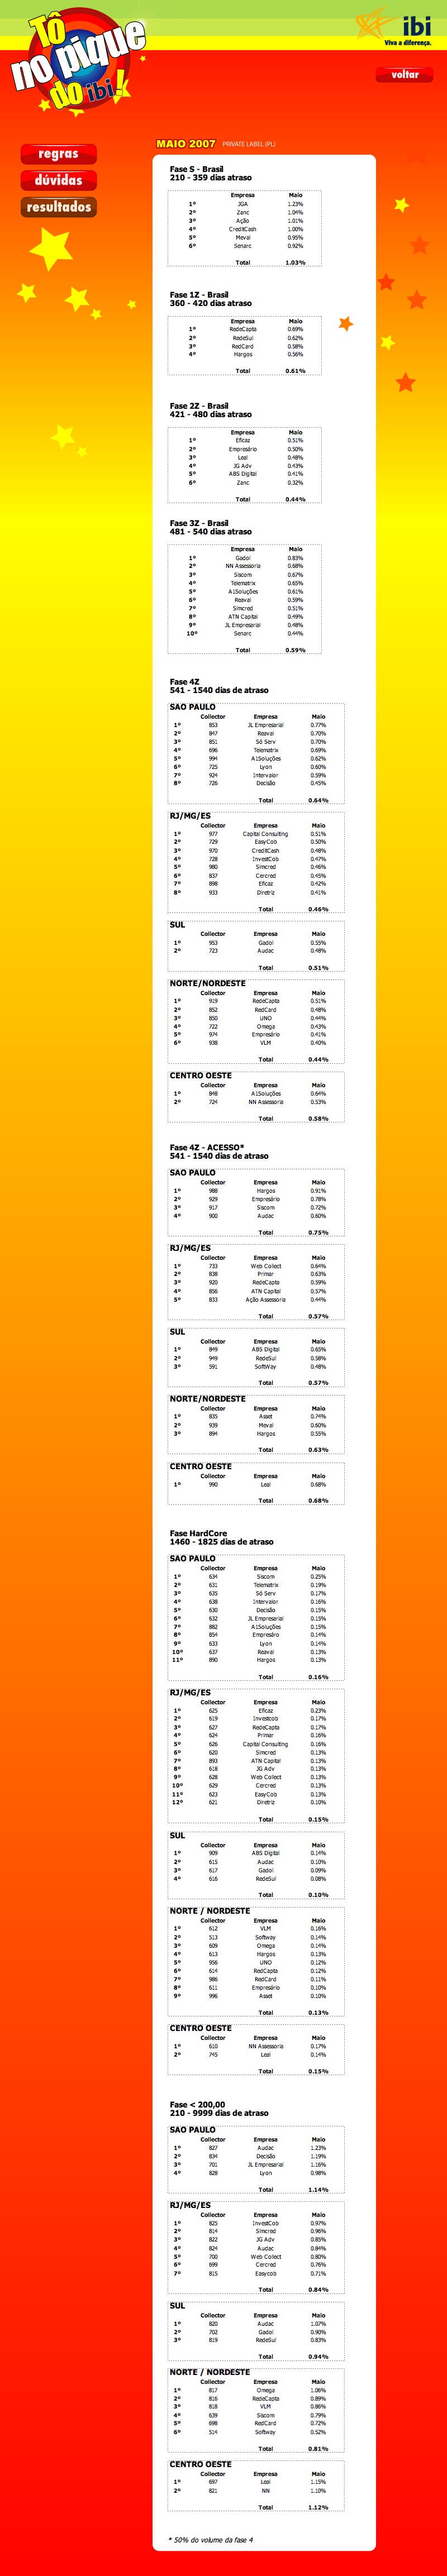 Tô
no pique
do ibi!
ibi
Viva a diferença.
voltar
regras
dúvidas
resultados
MAIO 2007 PRIVATE LABEL (PL)
Fase S - Brasil
210 - 359 dias atraso
Empresa Maio
1º JGA 1.23%
2º Zanc 1.04%
3º Ação 1.01%
4º CreditCash 1.00%
5º Meval 0.95%
6º Senarc 0.92%
Total 1.03%
Fase 1Z - Brasil
360 - 420 dias atraso
Empresa Maio
1º RedeCapta 0.69%
2º RedeSul 0.62%
3º RedCard 0.58%
4º Hargos 0.56%
Total 0.61%
Fase 2Z - Brasil
421 - 480 dias atraso
Empresa Maio
1º Eficaz 0.51%
2º Empresário 0.50%
3º Leal 0.48%
4º JG Adv 0.43%
5º ABS Digital 0.41%
6º Zanc 0.32%
Total 0.44%
Fase 3Z - Brasil
481 - 540 dias atraso
Empresa Maio
1º Gadol 0.83%
2º NN Assessoria 0.68%
3º Siscom 0.67%
4º Telematrix 0.65%
5º A1Soluções 0.61%
6º Reaval 0.59%
7º Simcred 0.51%
8º ATN Capital 0.49%
9º JL Empresarial 0.48%
10º Senarc 0.44%
Total 0.59%
Fase 4Z
541 - 1540 dias de atraso
SAO PAULO
Collector Empresa Maio
1º 853 JL Empresarial 0.77%
2º 847 Reaval 0.70%
3º 851 Só Serv 0.70%
4º 696 Telematrix 0.69%
5º 994 A1Soluções 0.62%
6º 725 Lyon 0.60%
7º 924 Intervalor 0.59%
8º 726 Decisão 0.45%
Total 0.64%
RJ/MG/ES
Collector Empresa Maio
1º 977 Capital Consulting 0.51%
2º 729 EasyCob 0.50%
3º 970 CreditCash 0.48%
4º 728 InvestCob 0.47%
5º 980 Simcred 0.46%
6º 837 Cercred 0.45%
7º 898 Eficaz 0.42%
8º 933 Diretriz 0.41%
Total 0.46%
SUL
Collector Empresa Maio
1º 953 Gadol 0.55%
2º 723 Audac 0.48%
Total 0.51%
NORTE/NORDESTE
Collector Empresa Maio
1º 919 RedeCapta 0.51%
2º 852 RedCard 0.48%
3º 850 UNO 0.44%
4º 722 Omega 0.43%
5º 974 Empresário 0.41%
6º 938 VLM 0.40%
Total 0.44%
CENTRO OESTE
Collector Empresa Maio
1º 848 A1Soluções 0.64%
2º 724 NN Assessoria 0.53%
Total 0.58%
Fase 4Z - ACESSO*
541 - 1540 dias de atraso
SAO PAULO
Collector Empresa Maio
1º 988 Hargos 0.91%
2º 929 Empresário 0.78%
3º 917 Siscom 0.72%
4º 900 Audac 0.60%
Total 0.75%
RJ/MG/ES
Collector Empresa Maio
1º 733 Web Collect 0.64%
2º 838 Primar 0.63%
3º 920 RedeCapta 0.59%
4º 856 ATN Capital 0.57%
5º 833 Ação Assessoria 0.44%
Total 0.57%
SUL
Collector Empresa Maio
1º 849 ABS Digital 0.65%
2º 949 RedeSul 0.58%
3º 591 SoftWay 0.48%
Total 0.57%
NORTE/NORDESTE
Collector Empresa Maio
1º 835 Asset 0.74%
2º 939 Meval 0.60%
3º 894 Hargos 0.55%
Total 0.63%
CENTRO OESTE
Collector Empresa Maio
1º 990 Leal 0.68%
Total 0.68%
Fase HardCore
1460 - 1825 dias de atraso
SAO PAULO
Collector Empresa Maio
1º 634 Siscom 0.25%
2º 631 Telematrix 0.19%
3º 635 Só Serv 0.17%
4º 638 Intervalor 0.16%
5º 630 Decisão 0.15%
6º 632 JL Empresarial 0.15%
7º 882 A1Soluções 0.15%
8º 854 Empresáro 0.14%
9º 633 Lyon 0.14%
10º 637 Reaval 0.13%
11º 890 Hargos 0.13%
Total 0.16%
RJ/MG/ES
Collector Empresa Maio
1º 625 Eficaz 0.23%
2º 619 Investcob 0.17%
3º 627 RedeCapta 0.17%
4º 624 Primar 0.16%
5º 626 Capital Consulting 0.16%
6º 620 Simcred 0.13%
7º 893 ATN Capital 0.13%
8º 618 JG Adv 0.13%
9º 628 Web Collect 0.13%
10º 629 Cercred 0.13%
11º 623 EasyCob 0.13%
12º 621 Diretriz 0.10%
Total 0.15%
SUL
Collector Empresa Maio
1º 909 ABS Digital 0.14%
2º 615 Audac 0.10%
3º 617 Gadol 0.09%
4º 616 RedeSul 0.08%
Total 0.10%
NORTE / NORDESTE
Collector Empresa Maio
1º 612 VLM 0.16%
2º 513 Softway 0.14%
3º 609 Omega 0.14%
4º 613 Hargos 0.13%
5º 956 UNO 0.12%
6º 614 RedCapta 0.12%
7º 986 RedCard 0.11%
8º 611 Empresário 0.10%
9º 996 Asset 0.10%
Total 0.13%
CENTRO OESTE
Collector Empresa Maio
1º 610 NN Assessoria 0.17%
2º 745 Leal 0.14%
Total 0.15%
Fase < 200,00
210 - 9999 dias de atraso
SAO PAULO
Collector Empresa Maio
1º 827 Audac 1.23%
2º 834 Decisão 1.19%
3º 701 JL Empresarial 1.16%
4º 828 Lyon 0.98%
Total 1.14%
RJ/MG/ES
Collector Empresa Maio
1º 825 InvestCob 0.97%
2º 814 Simcred 0.96%
3º 822 JG Adv 0.85%
4º 824 Audac 0.84%
5º 700 Web Collect 0.80%
6º 699 Cercred 0.76%
7º 815 Easycob 0.71%
Total 0.84%
SUL
Collector Empresa Maio
1º 820 Audac 1.07%
2º 702 Gadol 0.90%
3º 819 RedeSul 0.83%
Total 0.94%
NORTE / NORDESTE
Collector Empresa Maio
1º 817 Omega 1.06%
2º 816 RedeCapta 0.89%
3º 818 VLM 0.86%
4º 639 Siscom 0.79%
5º 698 RedCard 0.72%
6º 514 Softway 0.52%
Total 0.81%
CENTRO OESTE
Collector Empresa Maio
1º 697 Leal 1.15%
2º 821 NN 1.10%
Total 1.12%
* 50% do volume da fase 4